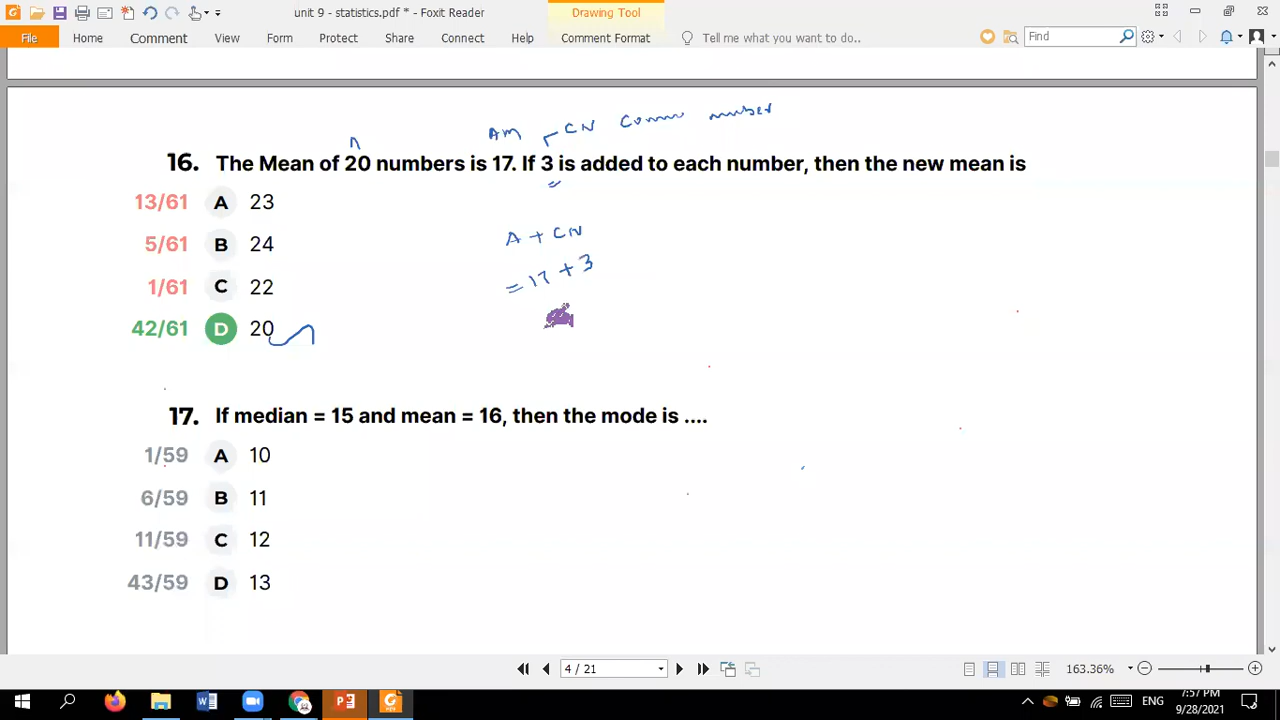 unit 9 - statistics.pdf * - Foxit Reader
Drawing Tool
File Home Comment View Form Protect Share Connect Help Comment Format Tell me what you want to do.. Find
n AM CN Comm number
16. The Mean of 20 numbers is 17. If 3 is added to each number, then the new mean is
13/61 A 23
5/61 B 24
1/61 C 22
42/61 D 20
A + CN
= 17 + 3
17. If median = 15 and mean = 16, then the mode is ....
1/59 A 10
6/59 B 11
11/59 C 12
43/59 D 13
4 / 21
163.36%
ENG
7:57 PM
9/28/2021